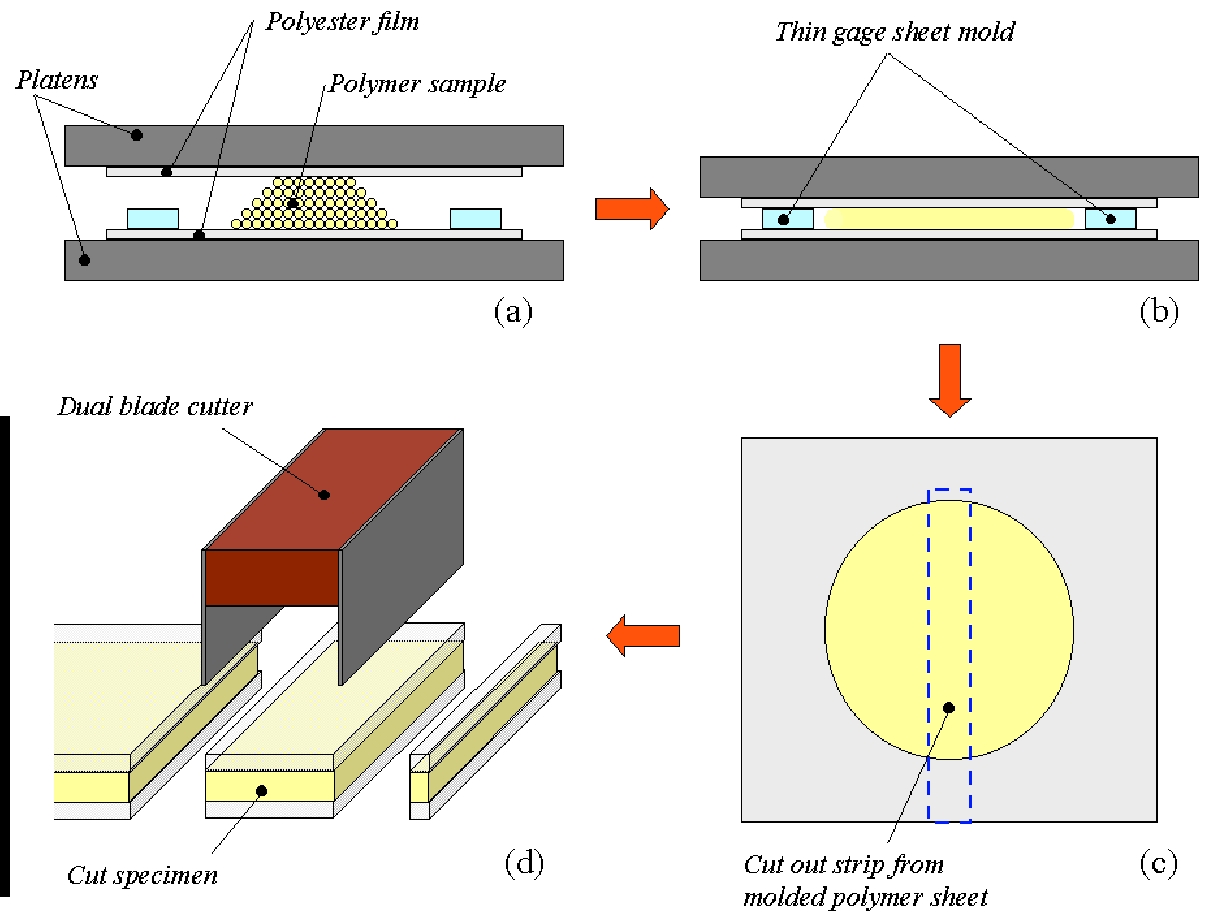 Polyester film
Platens
Polymer sample
(a)
Thin gage sheet mold
(b)
Dual blade cutter
Cut specimen
(d)
Cut out strip from
molded polymer sheet
(c)